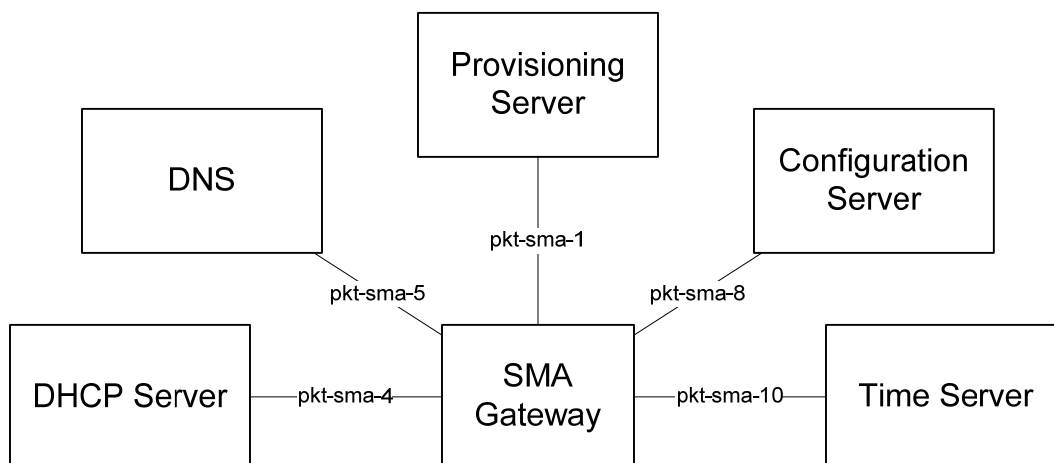 Provisioning
Server
DNS
Configuration
Server
pkt-sma-1
pkt-sma-5
pkt-sma-8
DHCP Server
pkt-sma-4
SMA
Gateway
pkt-sma-10
Time Server